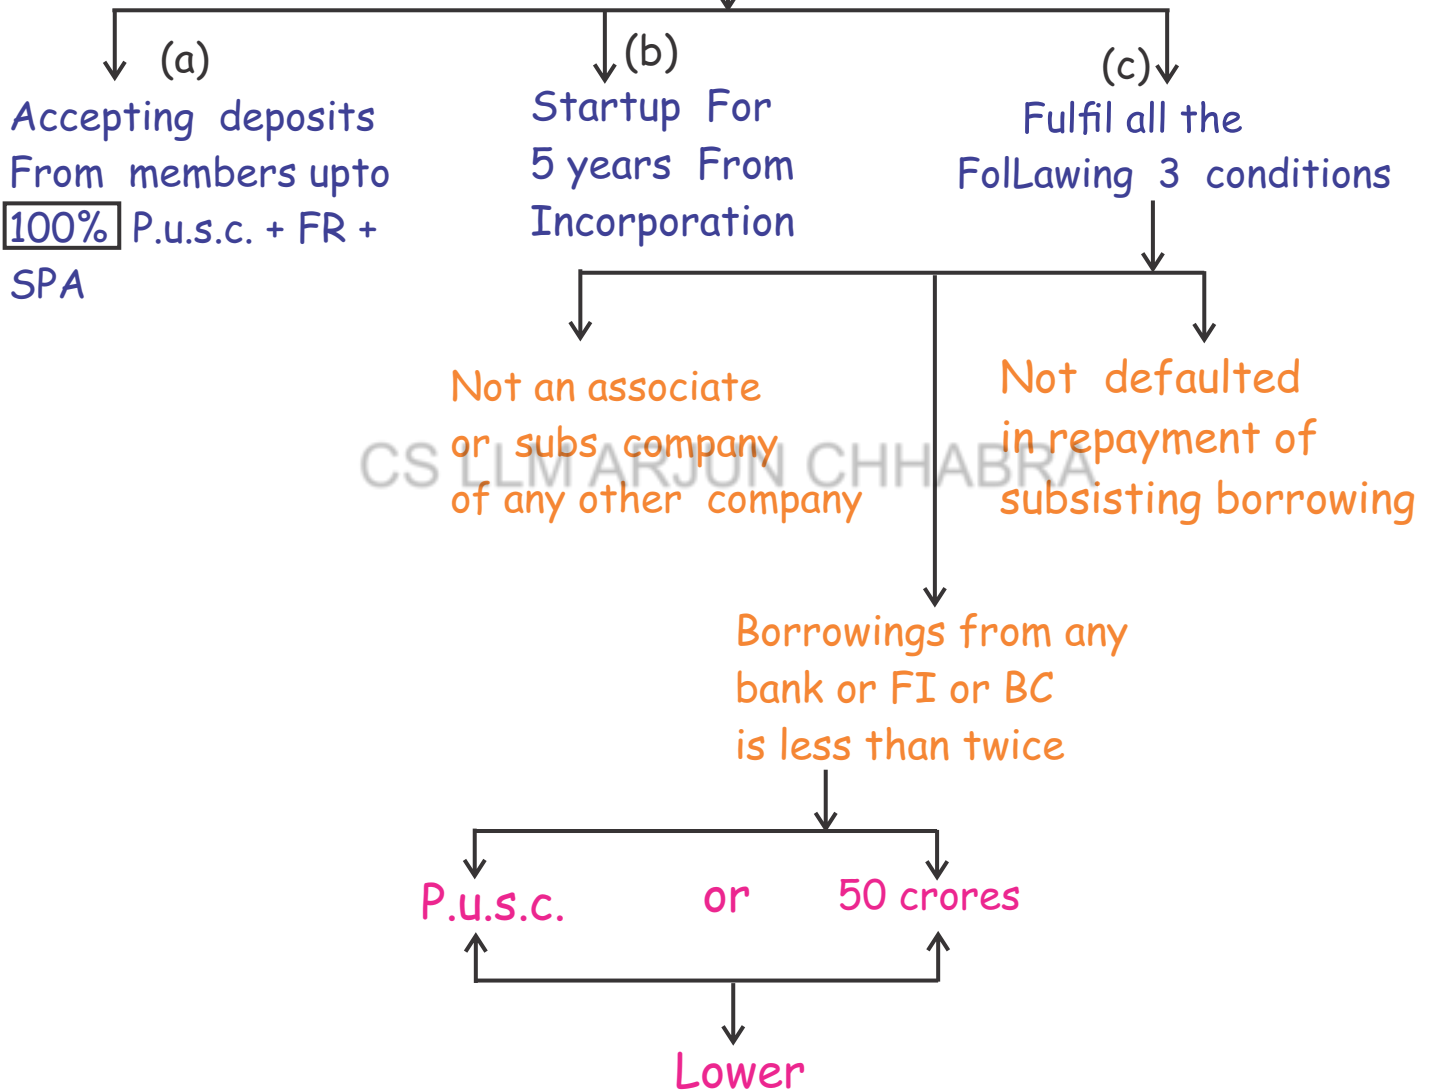 (a)
Accepting deposits
From members upto
100% P.u.s.c. + FR +
SPA
(b)
Startup For
5 years From
Incorporation
(c)
Fulfil all the
FolLawing 3 conditions
Not an associate
or subs company
of any other company
Not defaulted
in repayment of
subsisting borrowing
CS LLM ARJUN CHHABRA
Borrowings from any
bank or FI or BC
is less than twice
P.u.s.c. or 50 crores
Lower